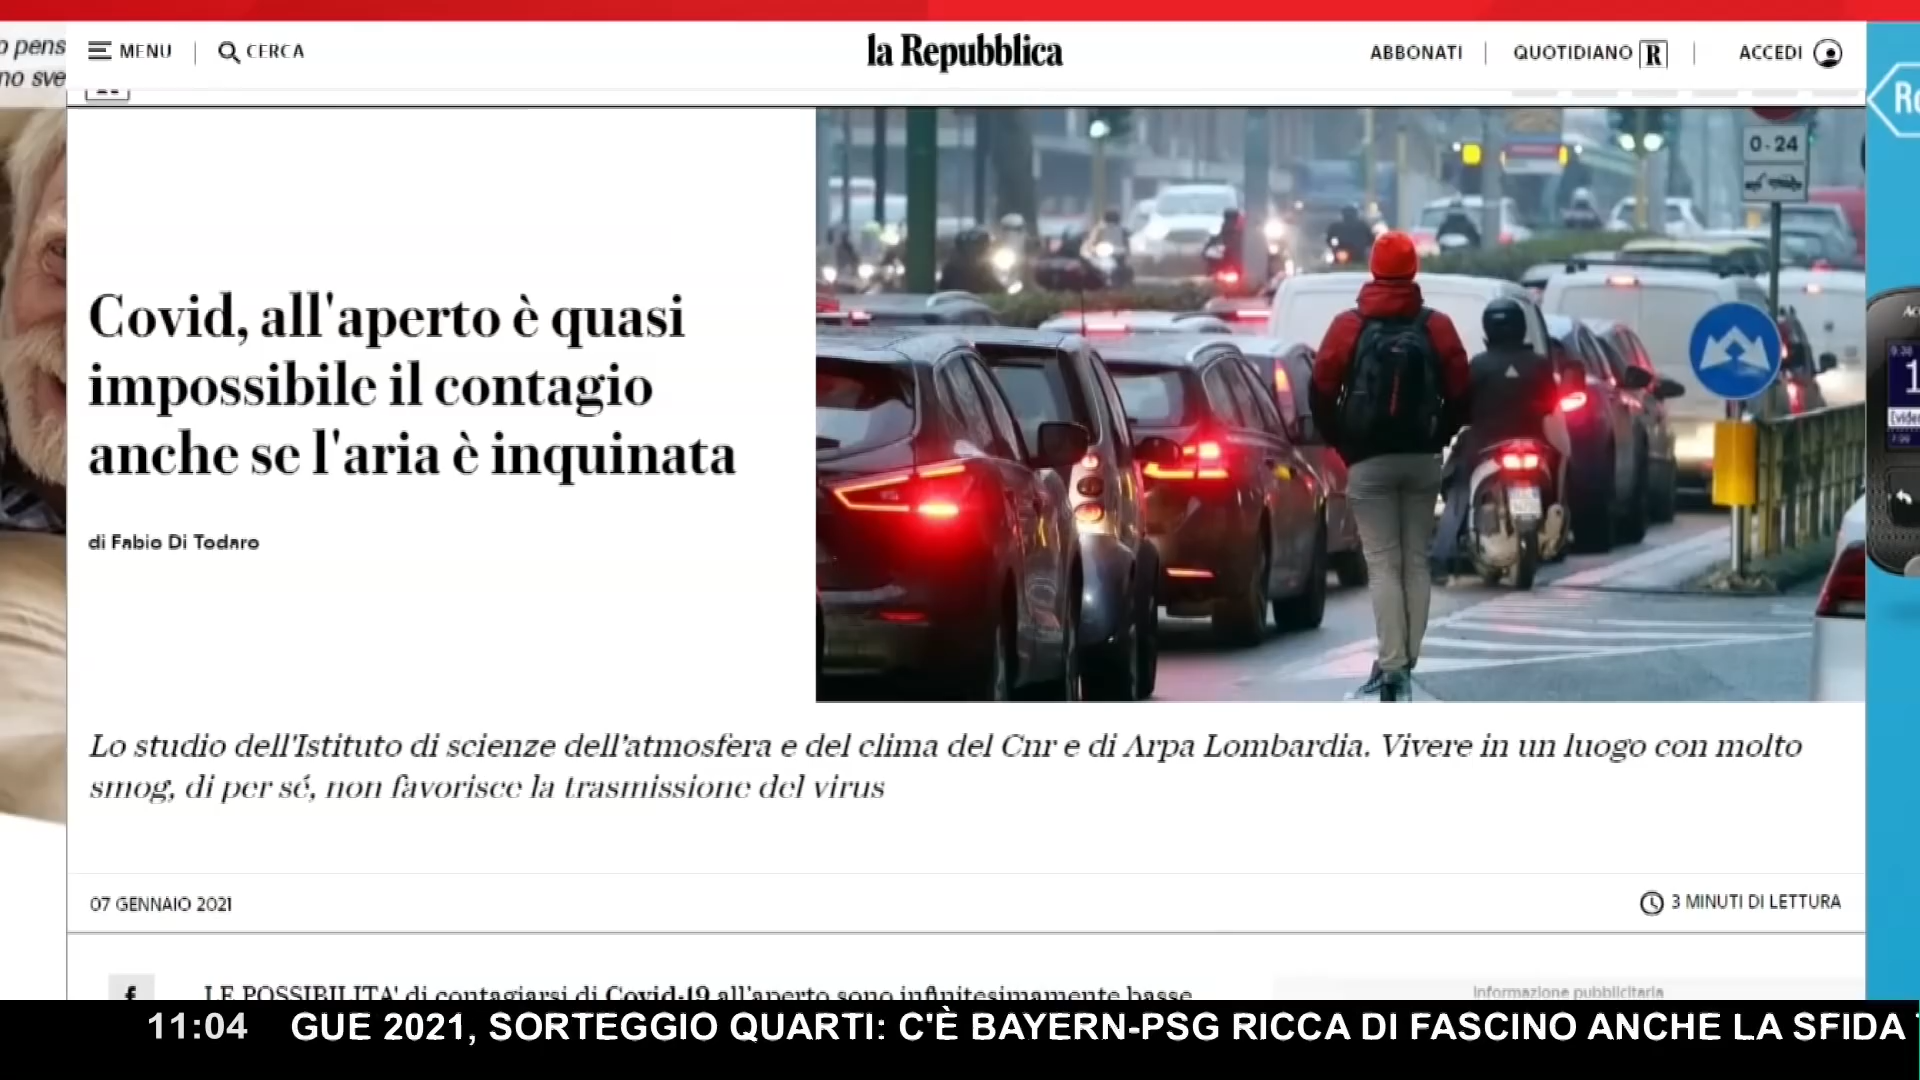 o pens
no sve
MENU
CERCA
la Repubblica
ABBONATI
QUOTIDIANO R
ACCEDI
0-24
Covid, all'aperto è quasi
impossibile il contagio
anche se l'aria è inquinata
di Fabio Di Todaro
Lo studio dell'Istituto di scienze dell'atmosfera e del clima del Cnr e di Arpa Lombardia. Vivere in un luogo con molto
smog, di per sé, non favorisce la trasmissione del virus
07 GENNAIO 2021
3 MINUTI DI LETTURA
f
LE POSSIBILITA' di contagiarsi di Covid-19 all'aperto sono infinitesimamente basse
Informazione pubblicitaria
11:04
GUE 2021, SORTEGGIO QUARTI: C'È BAYERN-PSG RICCA DI FASCINO ANCHE LA SFIDA